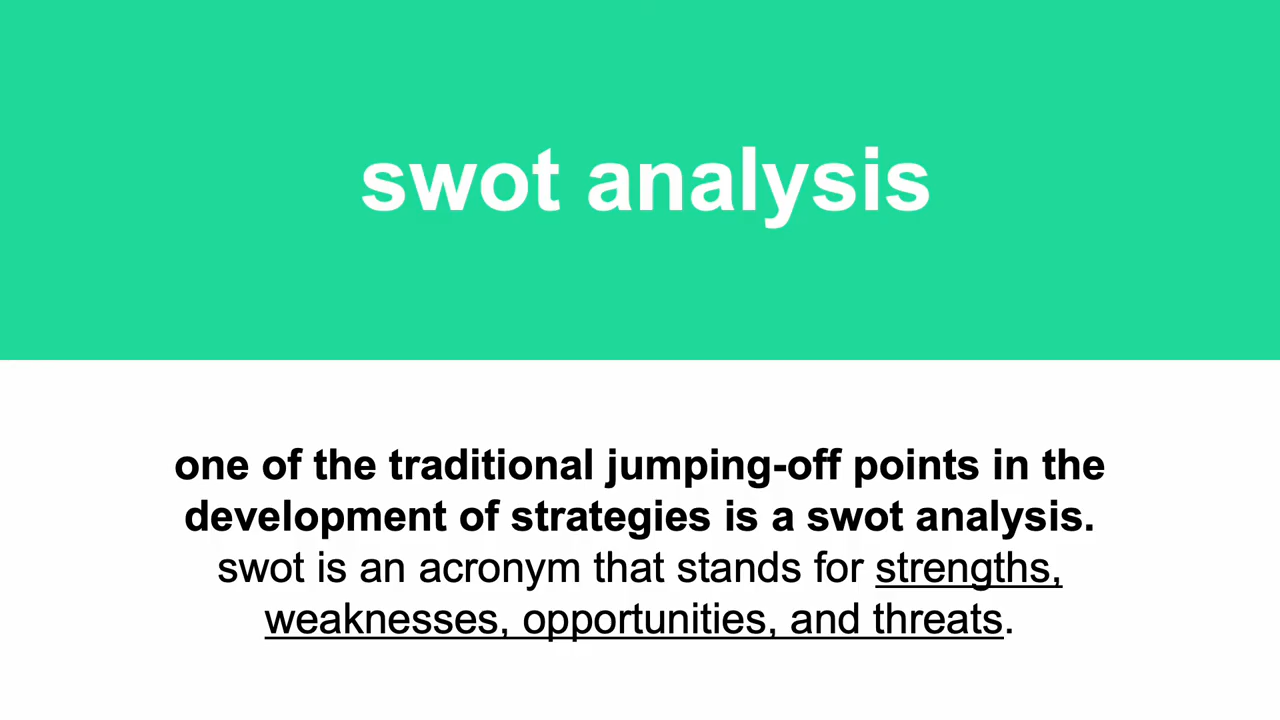 swot analysis
one of the traditional jumping-off points in the
development of strategies is a swot analysis.
swot is an acronym that stands for strengths,
weaknesses, opportunities, and threats.